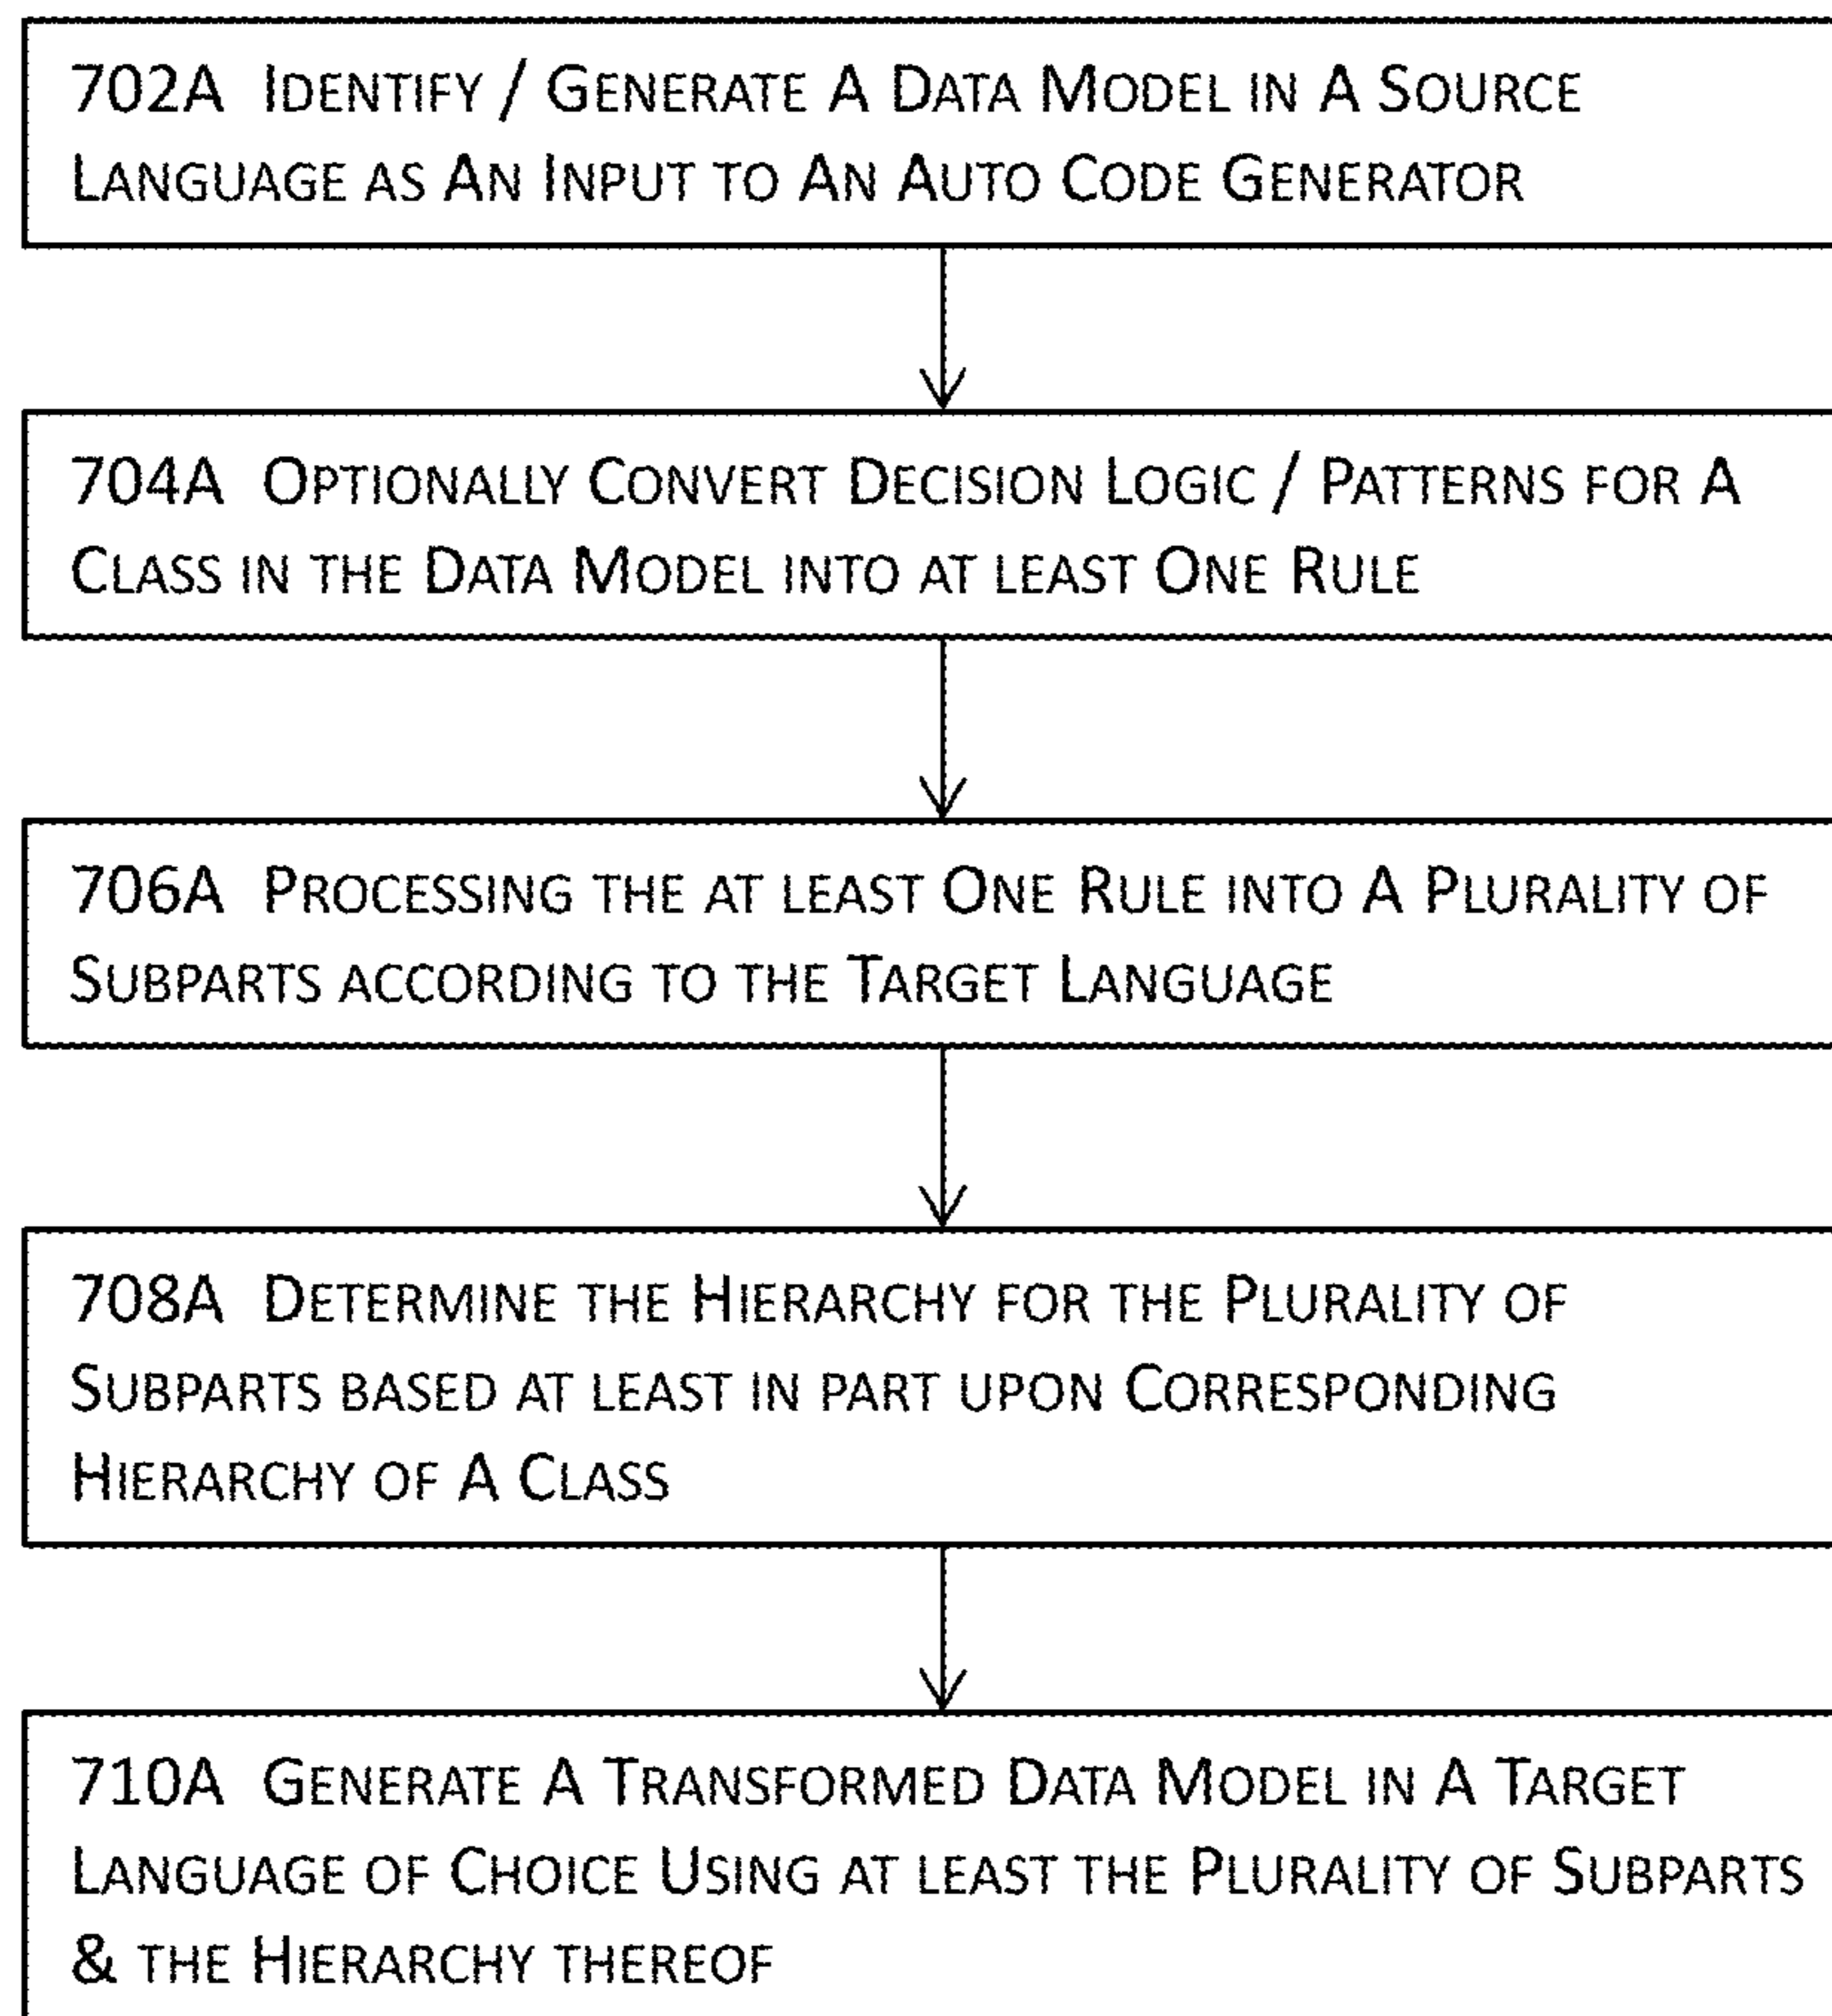 702A Identify / Generate A Data Model in A Source
Language as An Input to An Auto Code Generator
704A Optionally Convert Decision Logic / Patterns for A
Class in the Data Model into at least One Rule
706A Processing the at least One Rule into A Plurality of
Subparts according to the Target Language
708A Determine the Hierarchy for the Plurality of
Subparts based at least in part upon Corresponding
Hierarchy of A Class
710A Generate A Transformed Data Model in A Target
Language of Choice Using at least the Plurality of Subparts
& the Hierarchy thereof